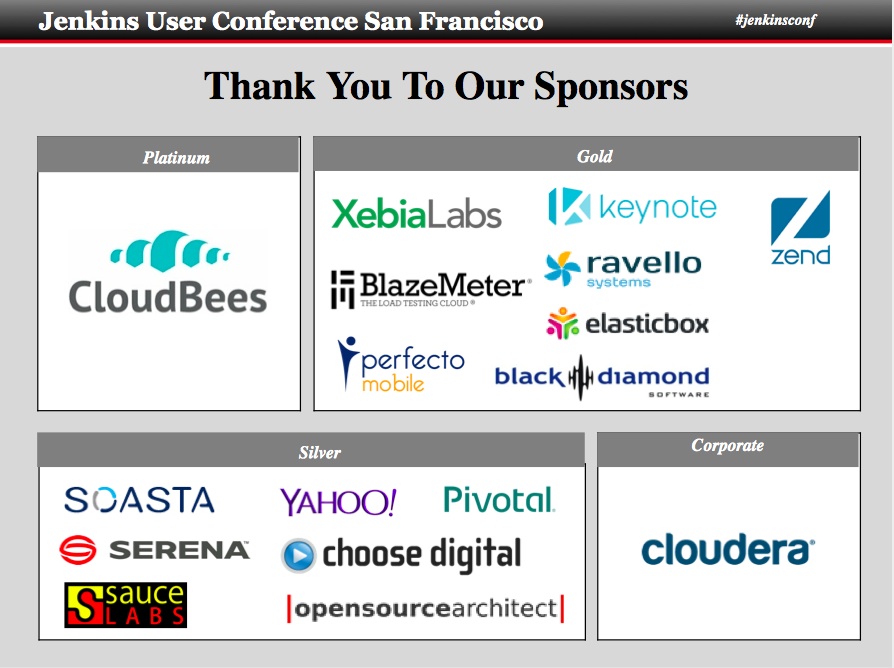 Jenkins User Conference San Francisco
#jenkinsconf
Thank You To Our Sponsors
Platinum
CloudBees
Gold
XebiaLabs
keynote
zend
BlazeMeter®
THE LOAD TESTING CLOUD®
ravello
systems
elasticbox
perfecto
mobile
black diamond
SOFTWARE
Silver
SOASTA
YAHOO!
Pivotal.
SERENA™
choose digital
sauce
LABS
|opensourcearchitect|
Corporate
cloudera®